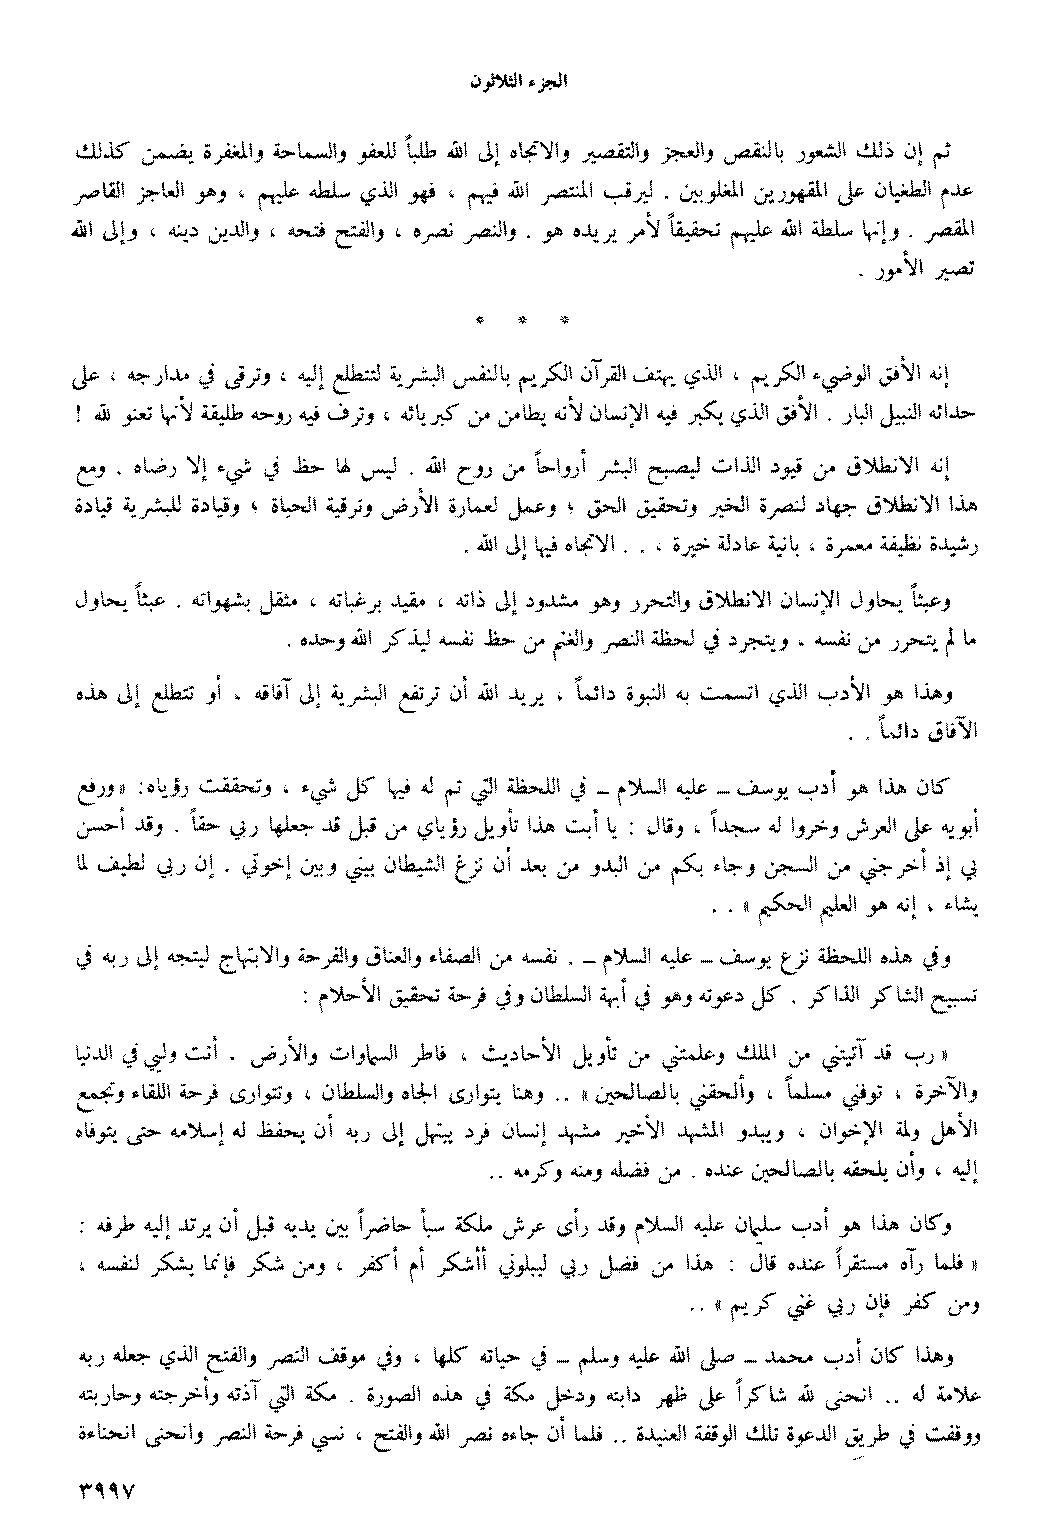 الجزء الثلاثون
ثم إن ذلك الشعور بالنقص والعجز والتقصير والاتجاه إلى الله طلباً للعفو والسماحة والمغفرة يضمن كذلك
عدم الطغيان على المقهورين المغلوبين . ليرقب المنتصر الله فيهم ، فهو الذي سلطه عليهم ، وهو العاجز القاصر
المقصر . وإنها سلطة الله عليهم تحقيقاً لأمر يريده هو . والنصر نصره ، والفتح فتحه ، والدين دينه ، وإلى الله
تصير الأمور .
* * *
إنه الأفق الوضيء الكريم ، الذي يهتف القرآن الكريم بالنفس البشرية لتتطلع إليه ، وترقى في مدارجه ، على
حدائه النبيل البار . الأفق الذي يكبر فيه الإنسان لأنه يطامن من كبريائه ، وترف فيه روحه طليقة لأنها تعنو لله !
إنه الانطلاق من قيود الذات ليصبح البشر أرواحاً من روح الله . ليس لها حظ في شيء إلا رضاه . ومع
هذا الانطلاق جهاد لنصرة الخير وتحقيق الحق ؛ وعمل لعمارة الأرض وترقية الحياة ؛ وقيادة للبشرية قيادة
رشيدة نظيفة معمرة ، بانية عادلة خيرة ، . . الاتجاه فيها إلى الله .
وعبثاً يحاول الإنسان الانطلاق والتحرر وهو مشدود إلى ذاته ، مقيد برغباته ، مثقل بشهواته . عبثاً يحاول
ما لم يتحرر من نفسه ، ويتجرد في لحظة النصر والغنم من حظ نفسه ليذكر الله وحده .
وهذا هو الأدب الذي اتسمت به النبوة دائماً ، يريد الله أن ترتفع البشرية إلى آفاقه ، أو تتطلع إلى هذه
الآفاق دائماً . .
كان هذا هو أدب يوسف ــ عليه السلام ــ في اللحظة التي تم له فيها كل شيء ، وتحققت رؤياه: « ورفع
أبويه على العرش وخروا له سجداً ، وقال : يا أبت هذا تأويل رؤياي من قبل قد جعلها ربي حقاً . وقد أحسن
بي إذ أخرجني من السجن وجاء بكم من البدو من بعد أن نزغ الشيطان بيني وبين إخوتي . إن ربي لطيف لما
يشاء ، إنه هو العليم الحكيم » . .
وفي هذه اللحظة نزع يوسف ــ عليه السلام ــ . نفسه من الصفاء والعناق والفرحة والابتهاج ليتجه إلى ربه في
تسبيح الشاكر الذاكر . كل دعوته وهو في أبهة السلطان وفي فرحة تحقيق الأحلام :
« رب قد آتيتني من الملك وعلمتني من تأويل الأحاديث ، فاطر السماوات والأرض . أنت وليي في الدنيا
والآخرة ، توفني مسلماً ، وألحقني بالصالحين » .. وهنا يتوارى الجاه والسلطان ، وتتوارى فرحة اللقاء وتجمع
الأهل ولمة الإخوان ، ويبدو المشهد الأخير مشهد إنسان فرد يبتهل إلى ربه أن يحفظ له إسلامه حتى يتوفاه
إليه ، وأن يلحقه بالصالحين عنده . من فضله ومنه وكرمه ..
وكان هذا هو أدب سليمان عليه السلام وقد رأى عرش ملكة سبأ حاضراً بين يديه قبل أن يرتد إليه طرفه :
« فلما رآه مستقراً عنده قال : هذا من فضل ربي ليبلوني أأشكر أم أكفر ، ومن شكر فإنما يشكر لنفسه ،
ومن كفر فإن ربي غني كريم » ..
وهذا كان أدب محمد ــ صلى الله عليه وسلم ــ في حياته كلها ، وفي موقف النصر والفتح الذي جعله ربه
علامة له .. انحنى لله شاكراً على ظهر دابته ودخل مكة في هذه الصورة . مكة التي آذته وأخرجته وحاربته
ووقفت في طريق الدعوة تلك الوقفة العنيدة .. فلما أن جاءه نصر الله والفتح ، نسي فرحة النصر وانحنى انحناءة
٣٩٩٧